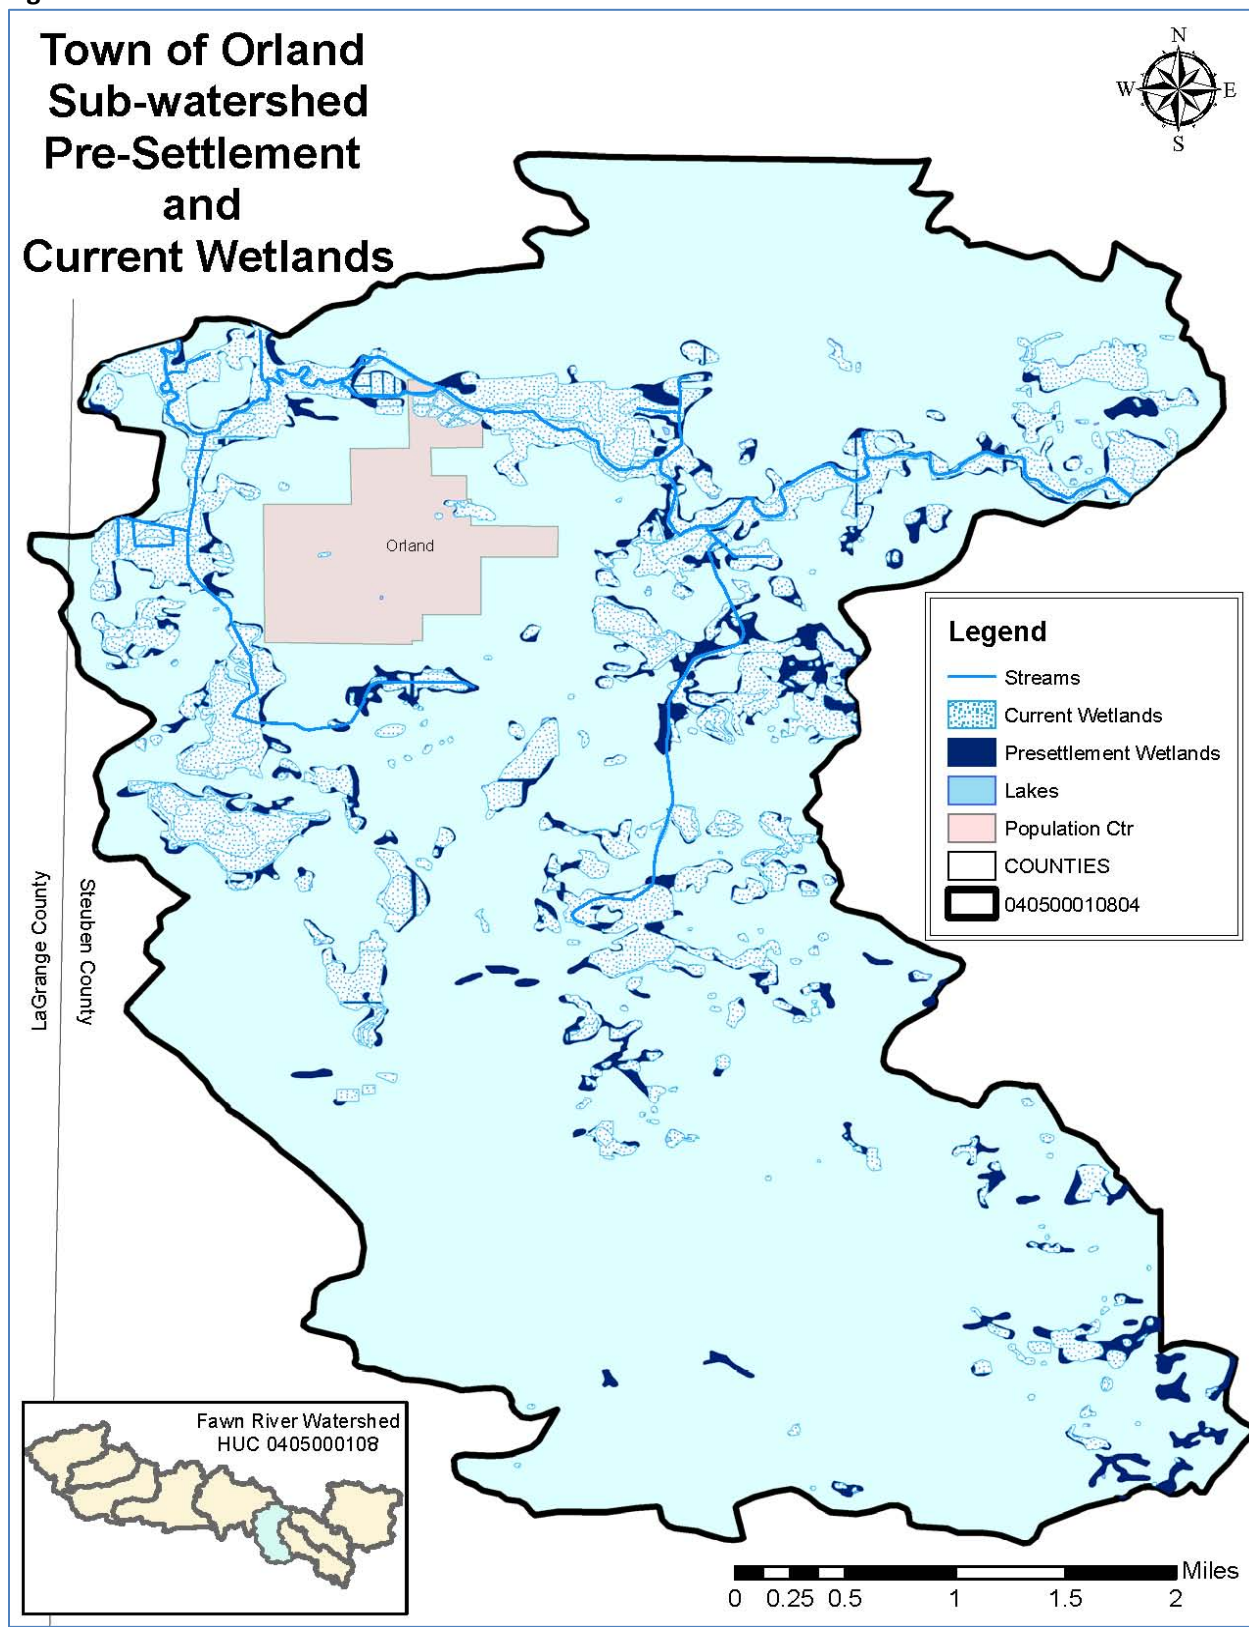 Town of Orland
Sub-watershed
Pre-Settlement
and
Current Wetlands
N
W
E
S
Orland
Legend
Streams
Current Wetlands
Presettlement Wetlands
Lakes
Population Ctr
COUNTIES
040500010804
LaGrange County
Steuben County
Fawn River Watershed
HUC 0405000108
Miles
0 0.25 0.5 1 1.5 2